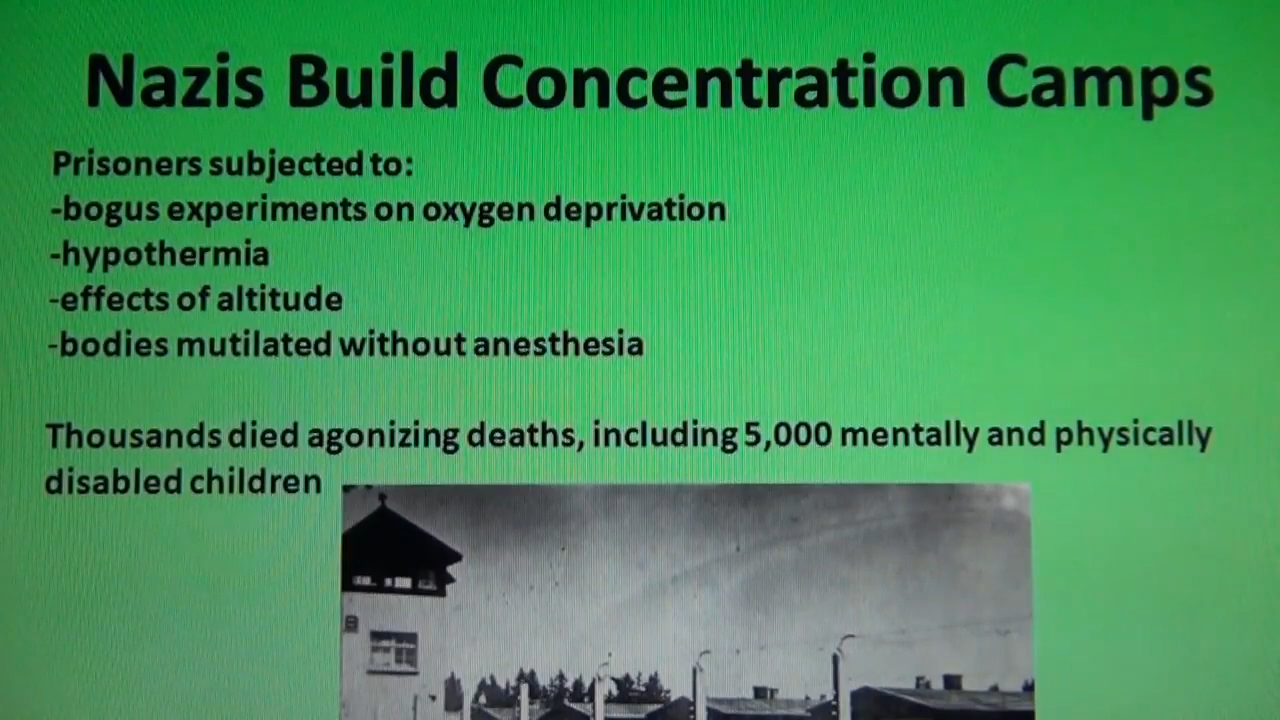 Nazis Build Concentration Camps
Prisoners subjected to:
-bogus experiments on oxygen deprivation
-hypothermia
-effects of altitude
-bodies mutilated without anesthesia
Thousands died agonizing deaths, including 5,000 mentally and physically
disabled children